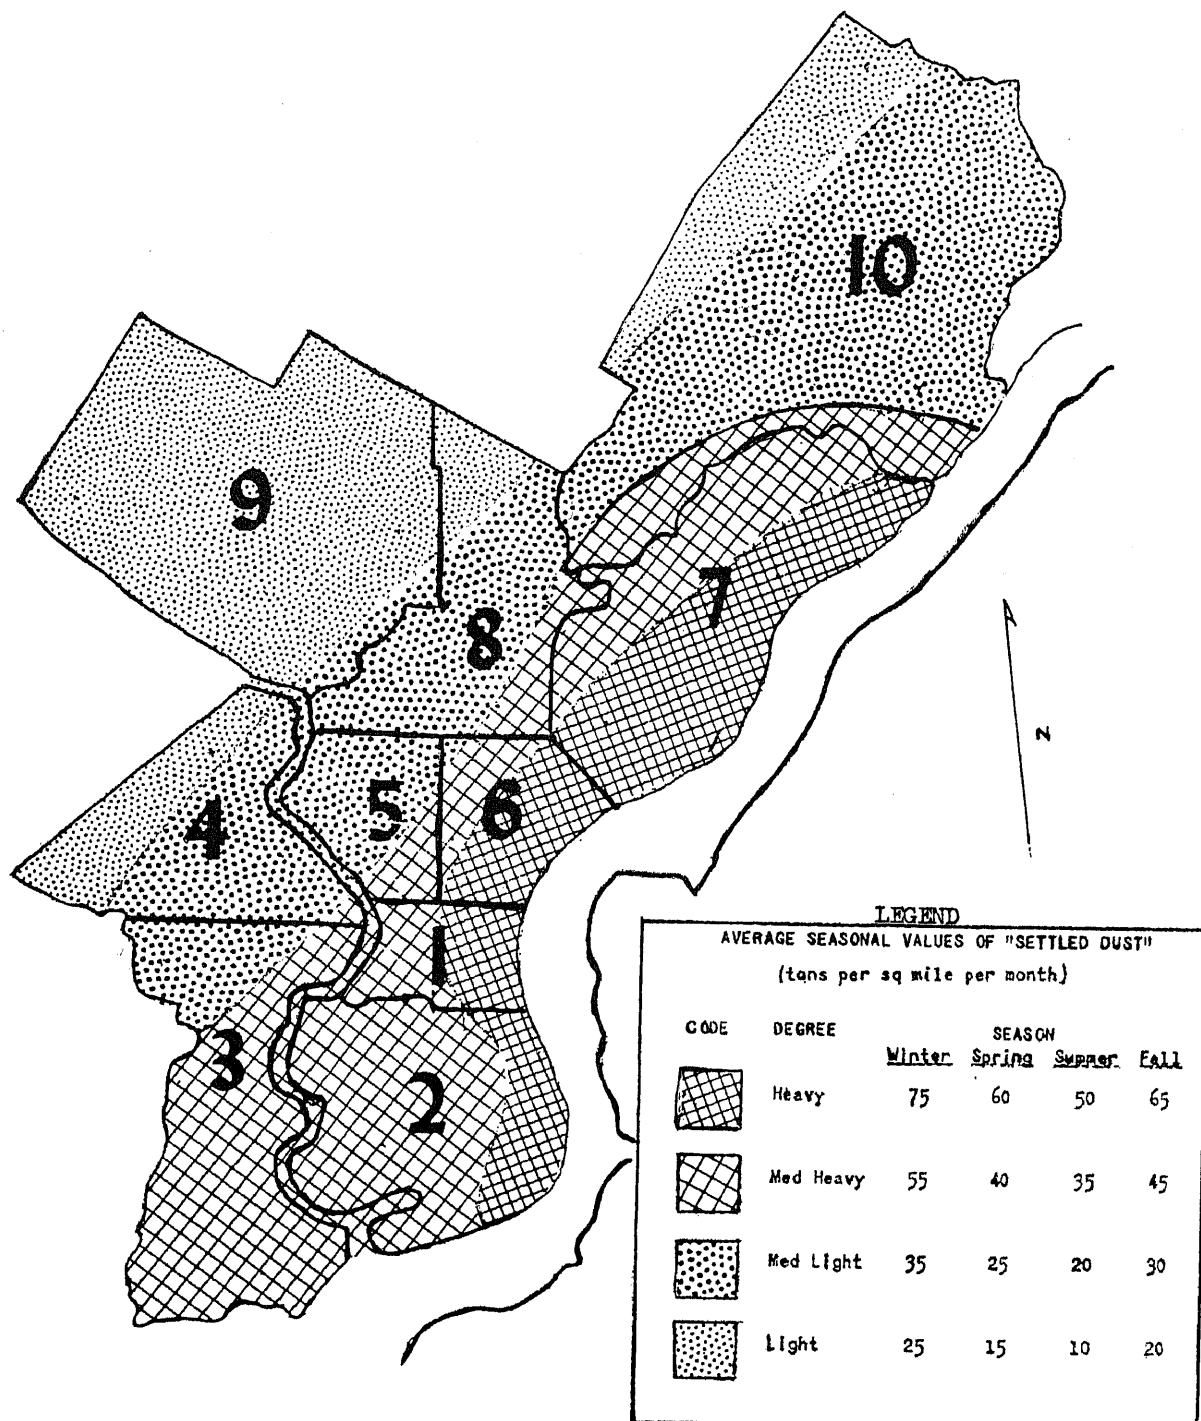 10
9
7
8
4
5
6
1
3
2
N
LEGEND
AVERAGE SEASONAL VALUES OF "SETTLED DUST"
(tons per sq mile per month)
CODE DEGREE SEASON
Winter Spring Summer Fall
Heavy 75 60 50 65
Med Heavy 55 40 35 45
Med Light 35 25 20 30
Light 25 15 10 20